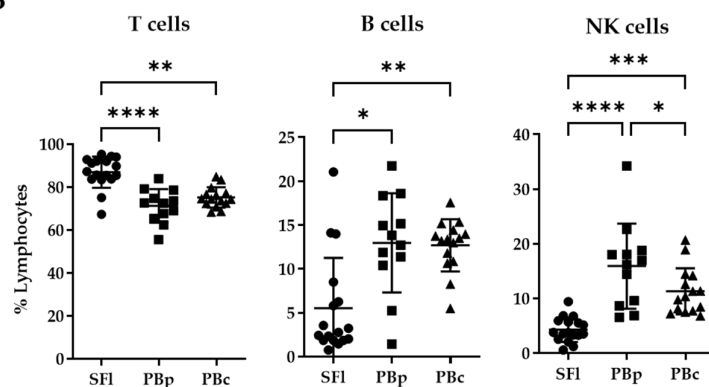 T cells
B cells
NK cells
**
****
**
*
***
****
*
% Lymphocytes
100
80
60
40
20
0
25
20
15
10
5
0
40
30
20
10
0
SFl
PBp
PBc
SFl
PBp
PBc
SFl
PBp
PBc